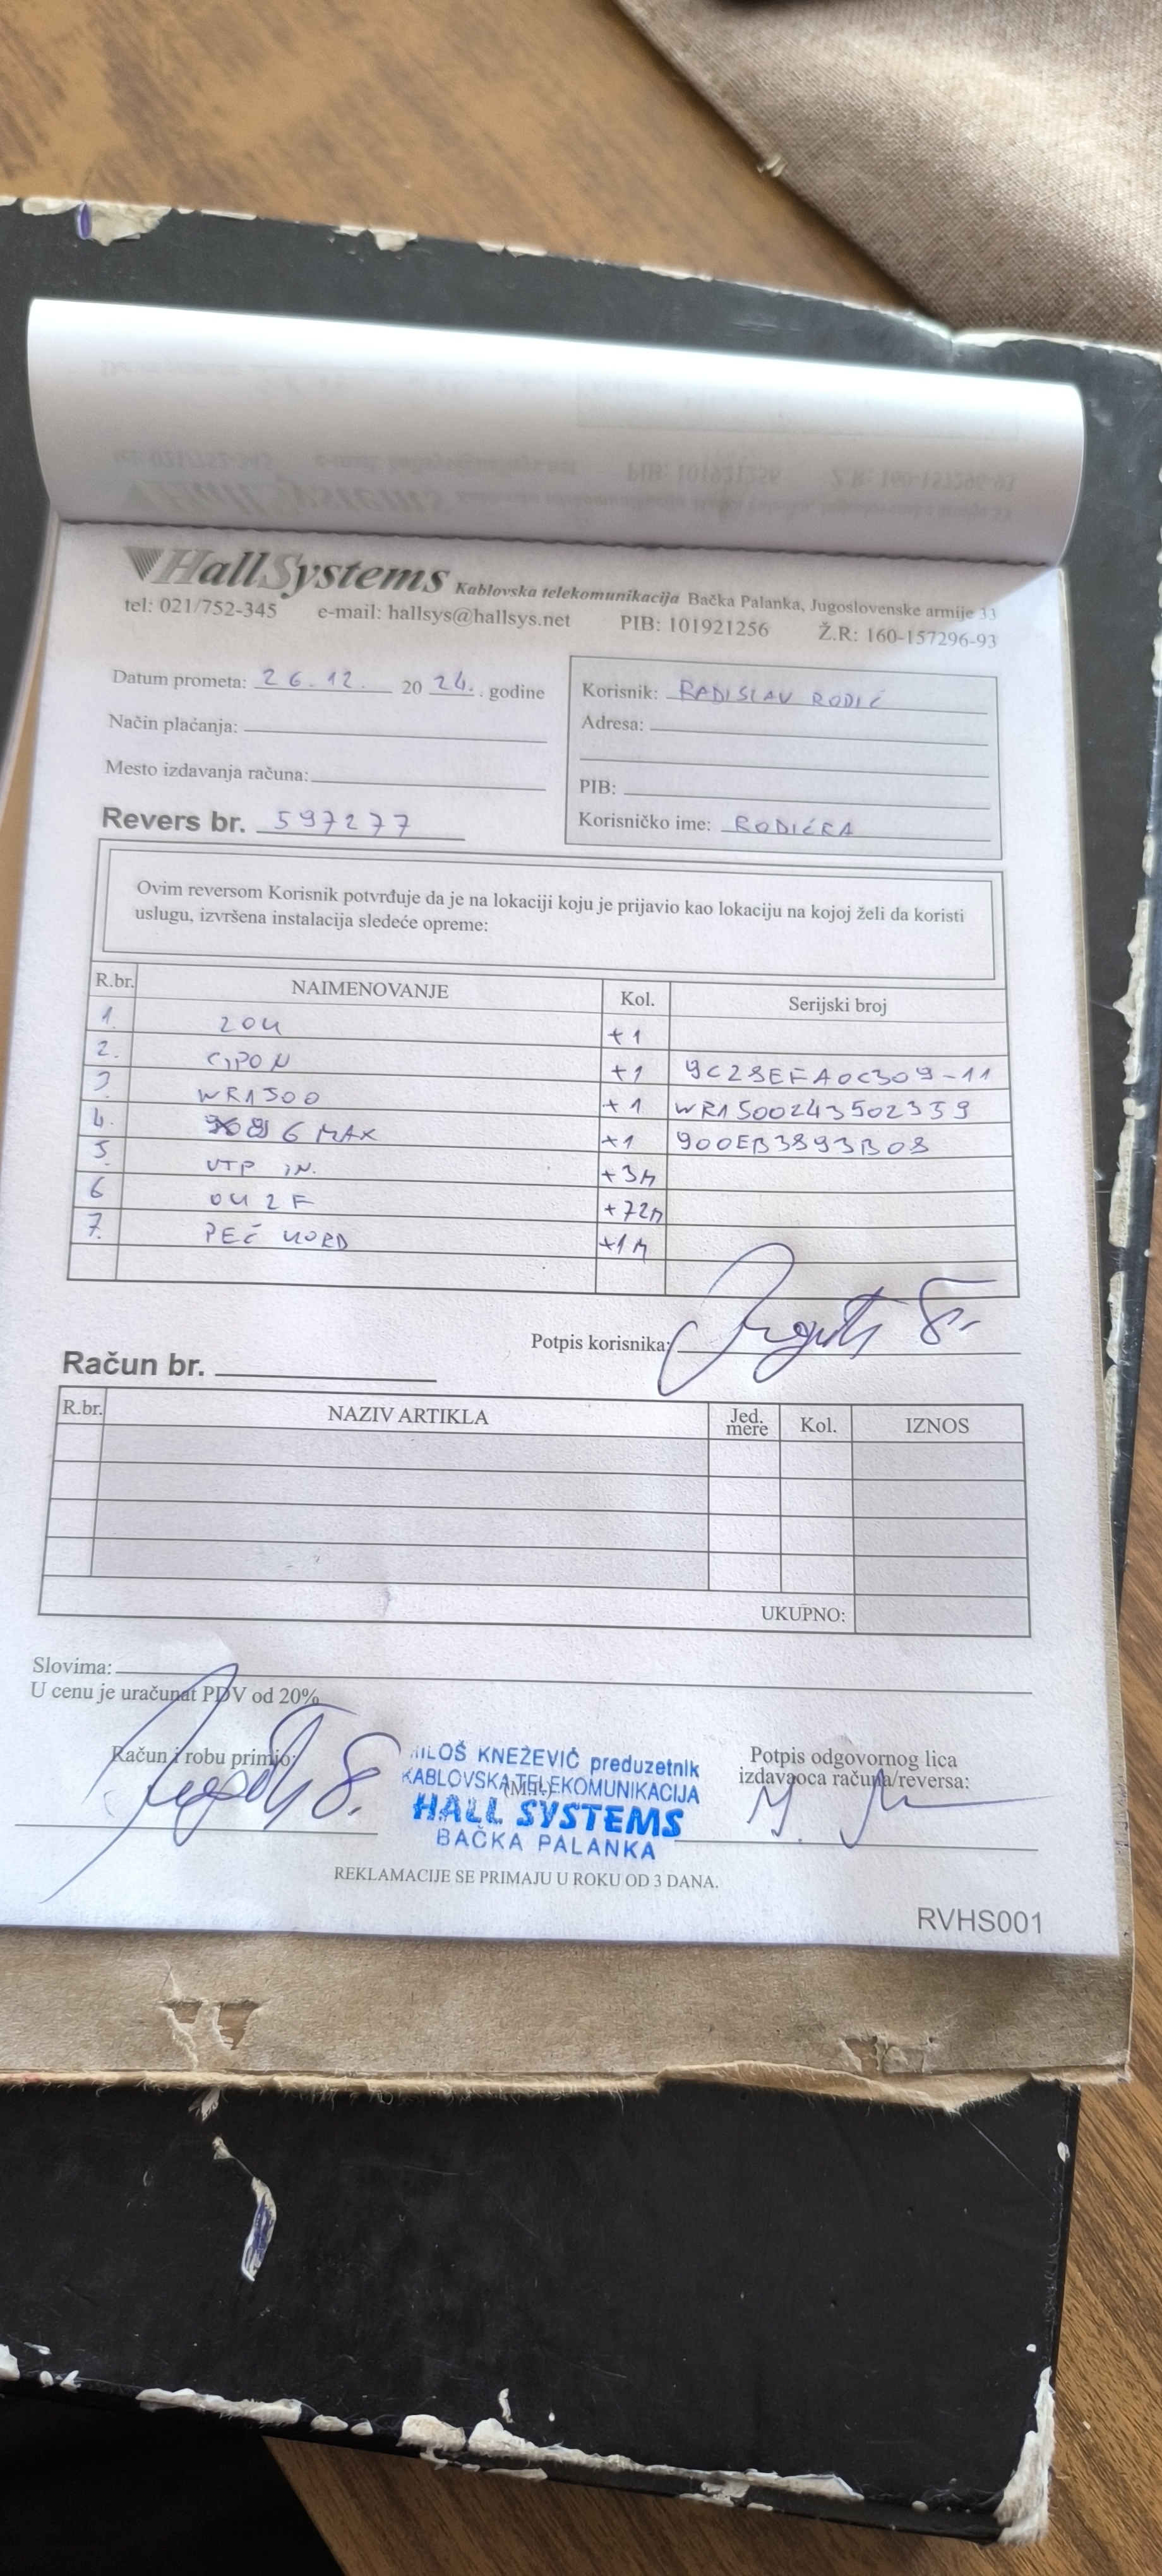 HallSystems Kablovska telekomunikacija Bačka Palanka, Jugoslovenske armije 33
tel: 021/752-345 e-mail: hallsys@hallsys.net PIB: 101921256 Ž.R: 160-157296-93
Datum prometa: 26.12. 20 24. godine
Korisnik: RADISLAV RODIĆ
Način plaćanja:
Adresa:
Mesto izdavanja računa:
PIB:
Revers br. 597277
Korisničko ime: RODIĆRA
Ovim reversom Korisnik potvrđuje da je na lokaciji koju je prijavio kao lokaciju na kojoj želi da koristi
uslugu, izvršena instalacija sledeće opreme:
R.br. NAIMENOVANJE Kol. Serijski broj
1. ZOU +1
2. GPON +1 9C28EFA0C309-11
3. WR1500 +1 WR1500243502359
4. 6 MAX +1 900EB3893B08
5. UTP IN. +3M
6 OU 2F +72M
7. +1M
Potpis korisnika:
Račun br.
R.br. NAZIV ARTIKLA Jed. mere Kol. IZNOS
UKUPNO:
Slovima:
U cenu je uračunat PDV od 20%
Račun i robu primio:
MILOŠ KNEŽEVIĆ preduzetnik
KABLOVSKA TELEKOMUNIKACIJA
(M.P.)
HALL SYSTEMS
BAČKA PALANKA
Potpis odgovornog lica
izdavaoca računa/reversa:
REKLAMACIJE SE PRIMAJU U ROKU OD 3 DANA.
RVHS001